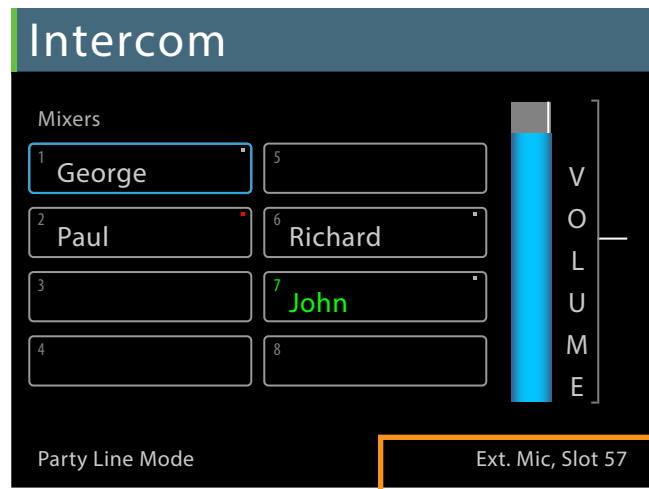 Intercom
Mixers
1 George
5
2 Paul
6 Richard
3
7 John
4
8
VOLUME
Party Line Mode
Ext. Mic, Slot 57